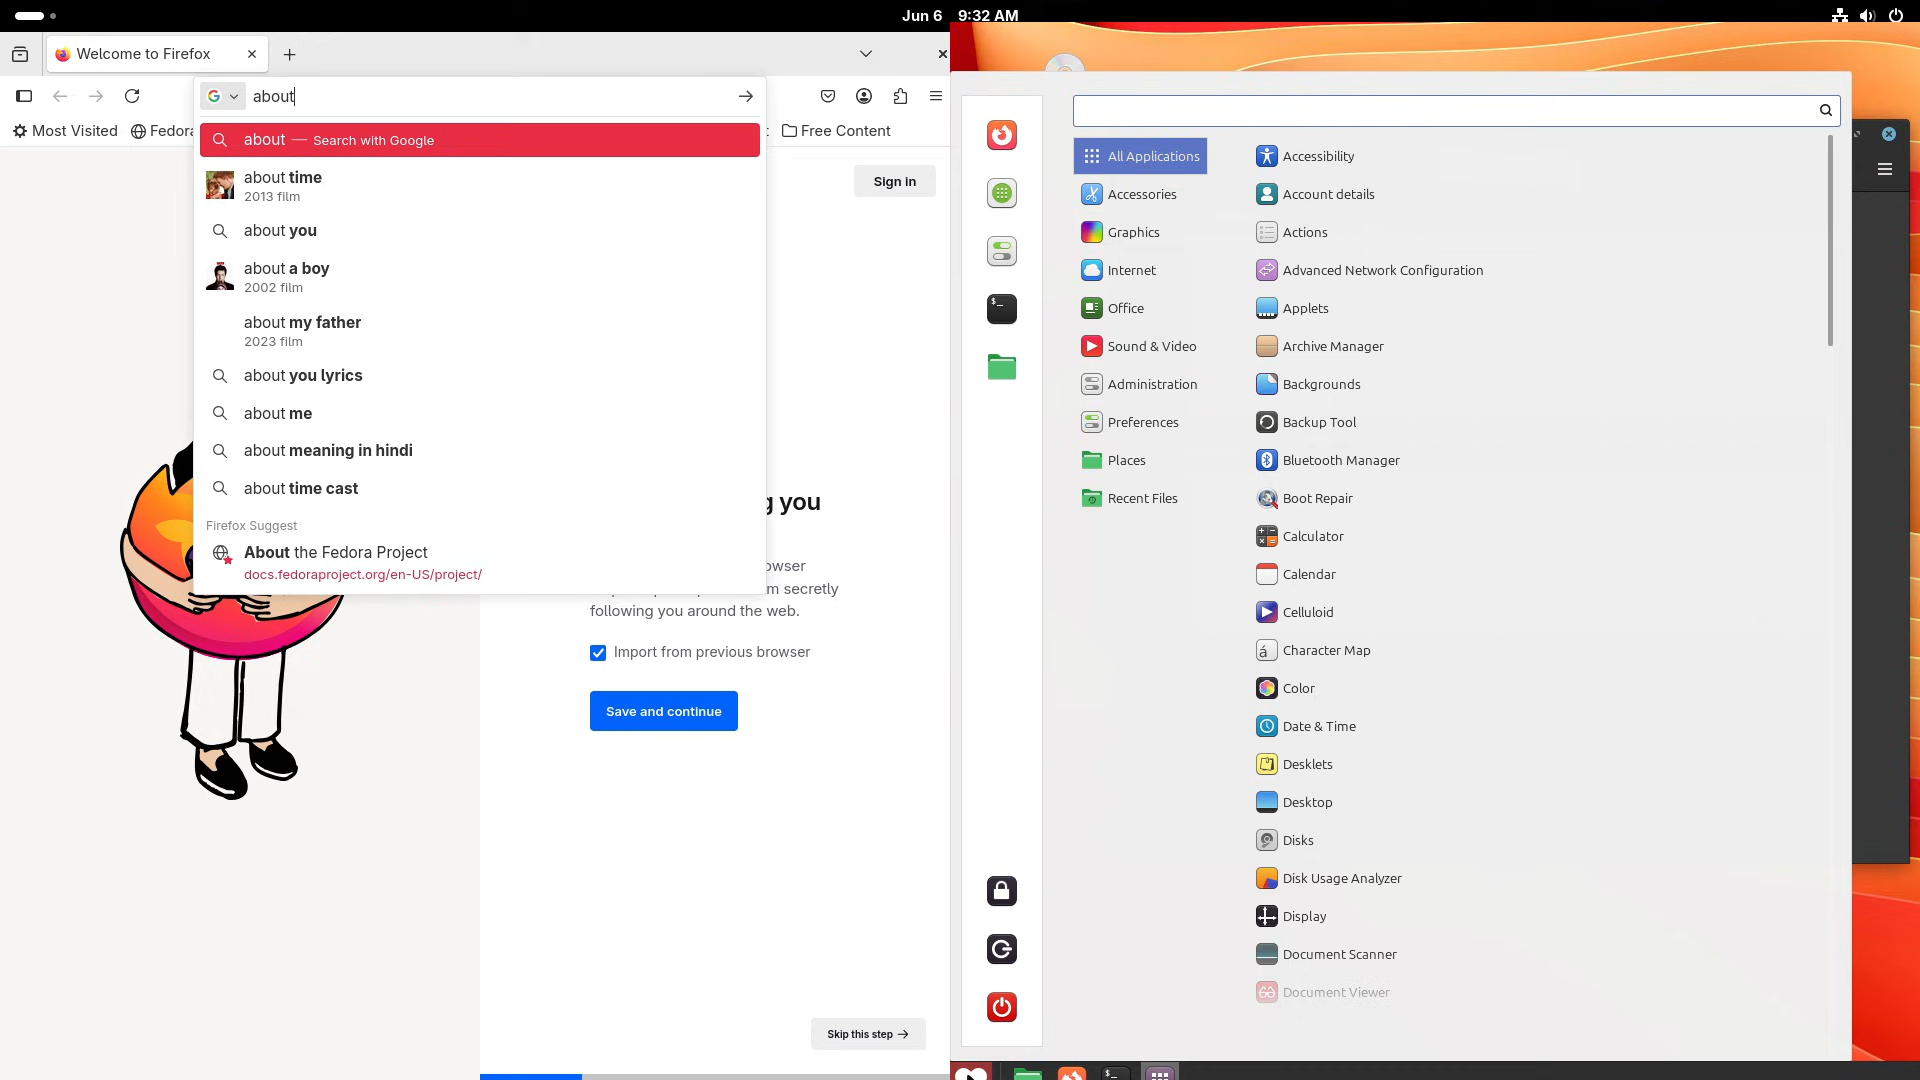 Jun 6 9:32 AM
Welcome to Firefox
about
Most Visited
Fedora
Free Content
about — Search with Google
about time
2013 film
about you
about a boy
2002 film
about my father
2023 film
about you lyrics
about me
about meaning in hindi
about time cast
Firefox Suggest
About the Fedora Project
docs.fedoraproject.org/en-US/project/
Sign in
you
secretly
following you around the web.
Import from previous browser
Save and continue
Skip this step
All Applications
Accessories
Graphics
Internet
Office
Sound & Video
Administration
Preferences
Places
Recent Files
Accessibility
Account details
Actions
Advanced Network Configuration
Applets
Archive Manager
Backgrounds
Backup Tool
Bluetooth Manager
Boot Repair
Calculator
Calendar
Celluloid
Character Map
Color
Date & Time
Desklets
Desktop
Disks
Disk Usage Analyzer
Display
Document Scanner
Document Viewer